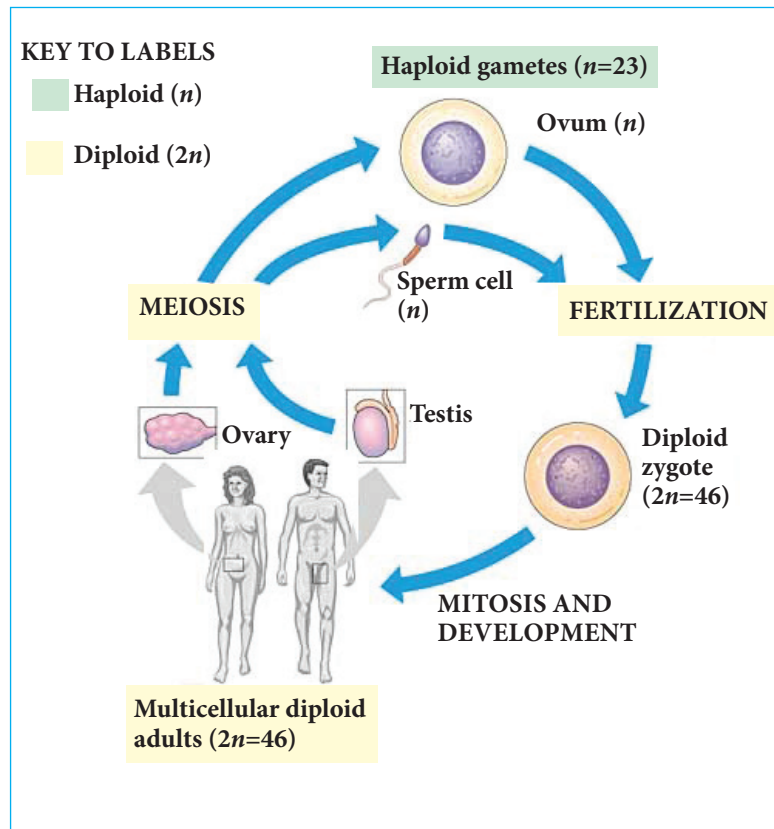 KEY TO LABELS
Haploid (n)
Diploid (2n)
Haploid gametes (n=23)
Ovum (n)
Sperm cell
(n)
MEIOSIS
FERTILIZATION
Ovary
Testis
Diploid
zygote
(2n=46)
MITOSIS AND
DEVELOPMENT
Multicellular diploid
adults (2n=46)